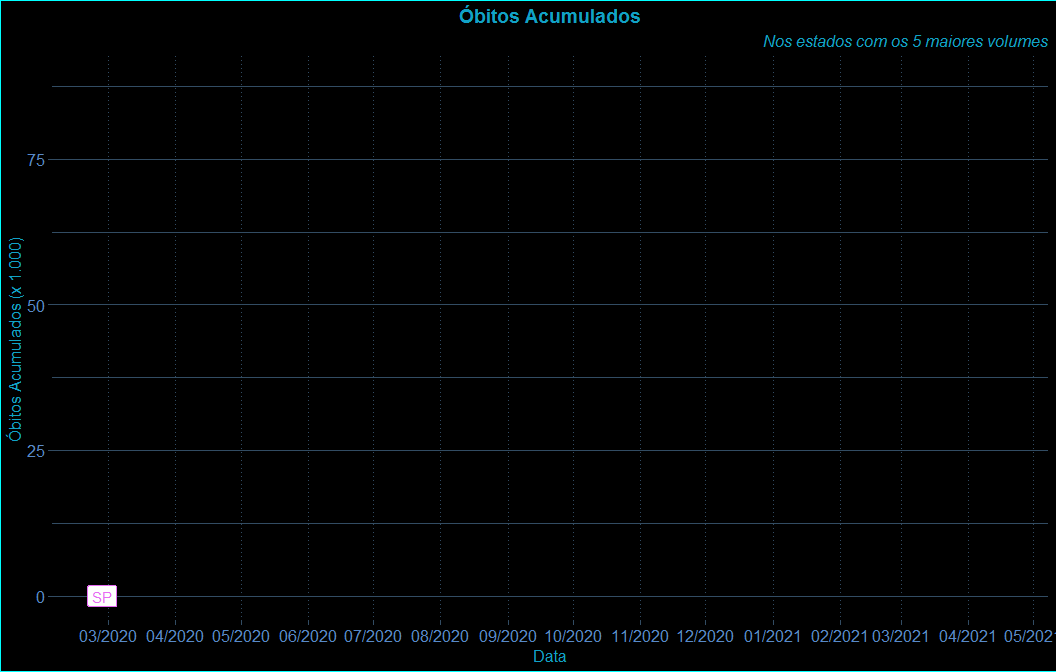 Óbitos Acumulados
Nos estados com os 5 maiores volumes
Óbitos Acumulados (x 1.000)
75
50
25
0
SP
03/2020 04/2020 05/2020 06/2020 07/2020 08/2020 09/2020 10/2020 11/2020 12/2020 01/2021 02/2021 03/2021 04/2021 05/202
Data